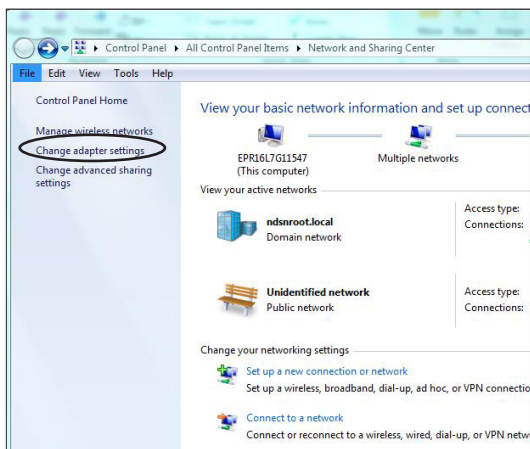 Control Panel ▸ All Control Panel Items ▸ Network and Sharing Center
File Edit View Tools Help
Control Panel Home
Manage wireless networks
Change adapter settings
Change advanced sharing
settings
View your basic network information and set up connect
EPR16L7G11547
(This computer)
Multiple networks
View your active networks
ndsnroot.local
Domain network
Access type:
Connections:
Unidentified network
Public network
Access type:
Connections:
Change your networking settings
Set up a new connection or network
Set up a wireless, broadband, dial-up, ad hoc, or VPN connectio
Connect to a network
Connect or reconnect to a wireless, wired, dial-up, or VPN netw